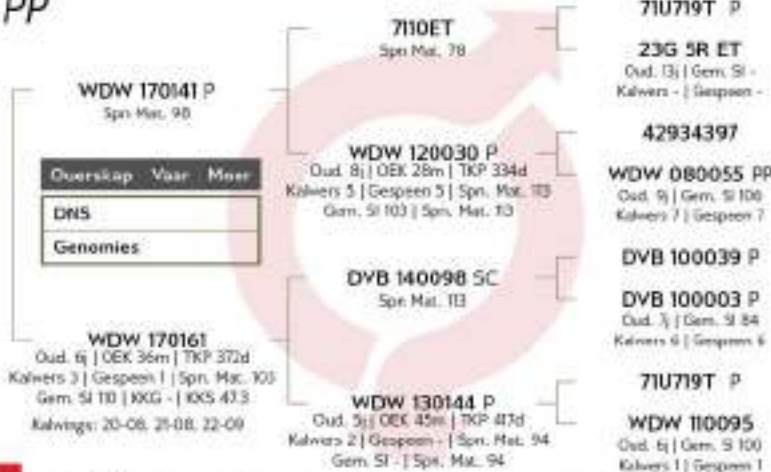 PP
WDW 170141 P
Spn Mat. 98
Ouerskap Vaar Moer
DNS
Genomies
WDW 170161
Oud. 6j | OEK 36m | TKP 372d
Kalwers 3 | Gespeen 1 | Spn. Mat. 103
Gem. SI 110 | KKG - | KKS 47.3
Kalwings: 20-08, 21-08, 22-09
7110ET
Spn Mat. 78
WDW 120030 P
Oud. 8j | OEK 28m | TKP 334d
Kalwers 5 | Gespeen 5 | Spn. Mat. 113
Gem. SI 103 | Spn. Mat. 113
DVB 140098 SC
Spn Mat. 113
WDW 130144 P
Oud. 5j | OEK 45m | TKP 417d
Kalwers 2 | Gespeen - | Spn. Mat. 94
Gem. SI - | Spn. Mat. 94
71U719T P
23G 5R ET
Oud. 13j | Gem. SI -
Kalwers - | Gespeen -
42934397
WDW 080055 PP
Oud. 9j | Gem. SI 106
Kalwers 7 | Gespeen 7
DVB 100039 P
DVB 100003 P
Oud. 7j | Gem. SI 84
Kalwers 6 | Gespeen 6
71U719T P
WDW 110095
Oud. 6j | Gem. SI 100
Kalwers 1 | Gespeen 1